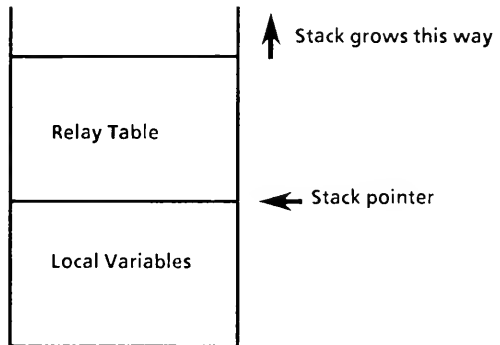 Stack grows this way
Relay Table
Stack pointer
Local Variables